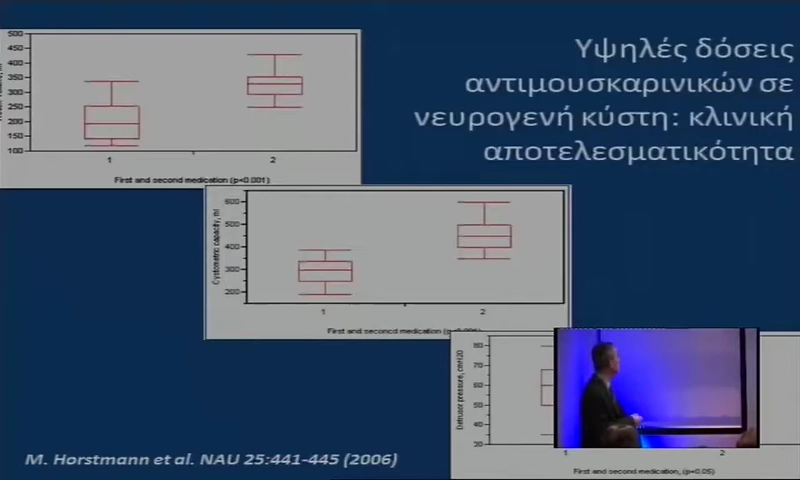 Υψηλές δόσεις
αντιμουσκαρινικών σε
νευρογενή κύστη: κλινική
αποτελεσματικότητα
500
450
400
350
300
250
200
150
100
1
2
First and second medication (p<0.001)
Cystometric capacity, ml
600
500
400
300
200
1
2
First and seconcd medication
Detrusor pressure, cmH20
80
70
60
50
40
30
1
2
First and second medication, (p<0.05)
M. Horstmann et al. NAU 25:441-445 (2006)